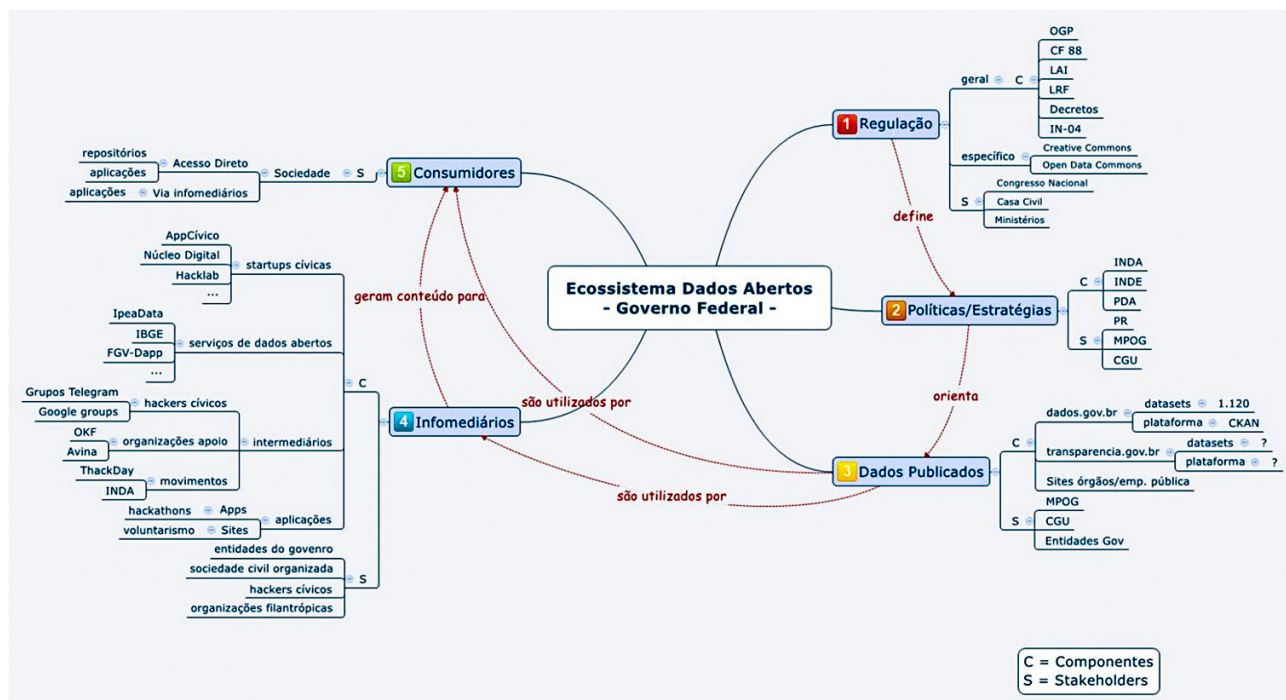 Ecossistema Dados Abertos
- Governo Federal -
1 Regulação
geral
C
OGP
CF 88
LAI
LRF
Decretos
IN-04
específico
Creative Commons
Open Data Commons
S
Congresso Nacional
Casa Civil
Ministérios
define
2 Políticas/Estratégias
C
INDA
INDE
PDA
S
PR
MPOG
CGU
orienta
3 Dados Publicados
C
dados.gov.br
datasets
1.120
plataforma
CKAN
transparencia.gov.br
datasets
?
plataforma
?
Sites órgãos/emp. pública
S
MPOG
CGU
Entidades Gov
são utilizados por
são utilizados por
4 Infomediários
C
startups cívicas
AppCívico
Núcleo Digital
Hacklab
...
serviços de dados abertos
IpeaData
IBGE
FGV-Dapp
...
intermediários
hackers cívicos
Grupos Telegram
Google groups
organizações apoio
OKF
Avina
movimentos
ThackDay
INDA
aplicações
Apps
hackathons
Sites
voluntarismo
S
entidades do govenro
sociedade civil organizada
hackers cívicos
organizações filantrópicas
geram conteúdo para
5 Consumidores
S
Sociedade
Acesso Direto
repositórios
aplicações
Via infomediários
aplicações
C = Componentes
S = Stakeholders